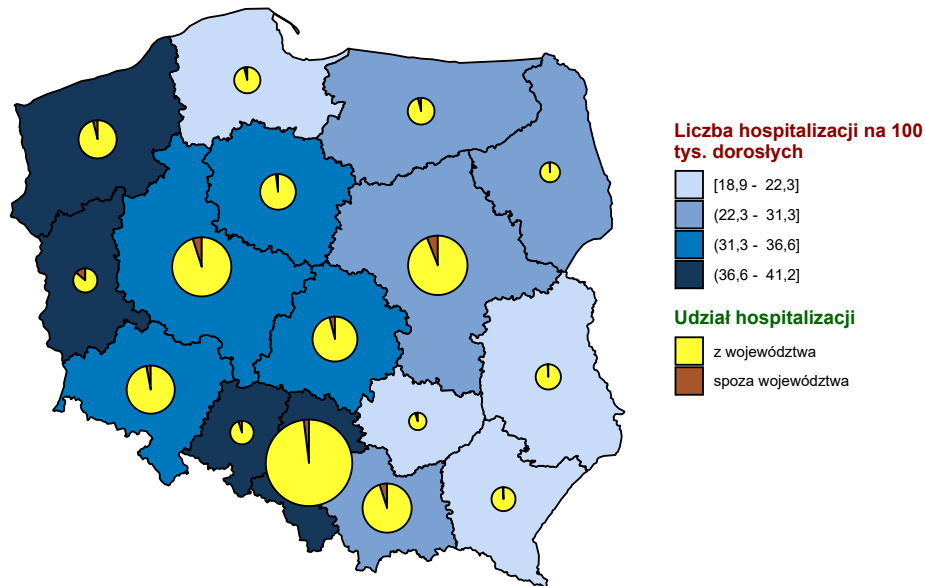 Liczba hospitalizacji na 100
tys. dorosłych
[18,9 - 22,3]
(22,3 - 31,3]
(31,3 - 36,6]
(36,6 - 41,2]
Udział hospitalizacji
z województwa
spoza województwa